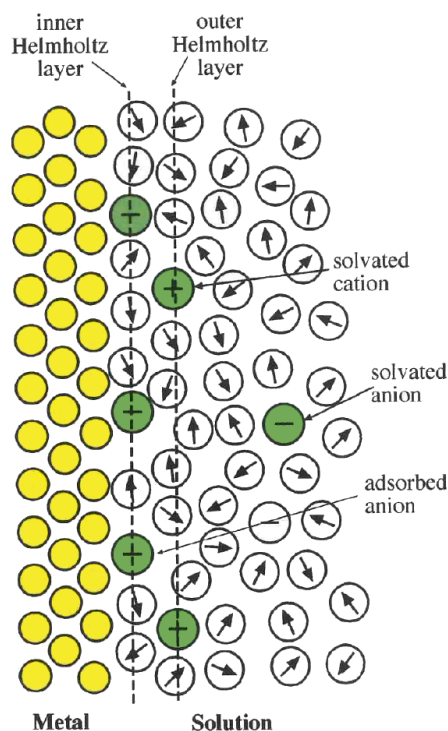 inner
Helmholtz
layer
outer
Helmholtz
layer
+
+
solvated
cation
solvated
anion
+
−
adsorbed
anion
−
+
+
Metal
Solution